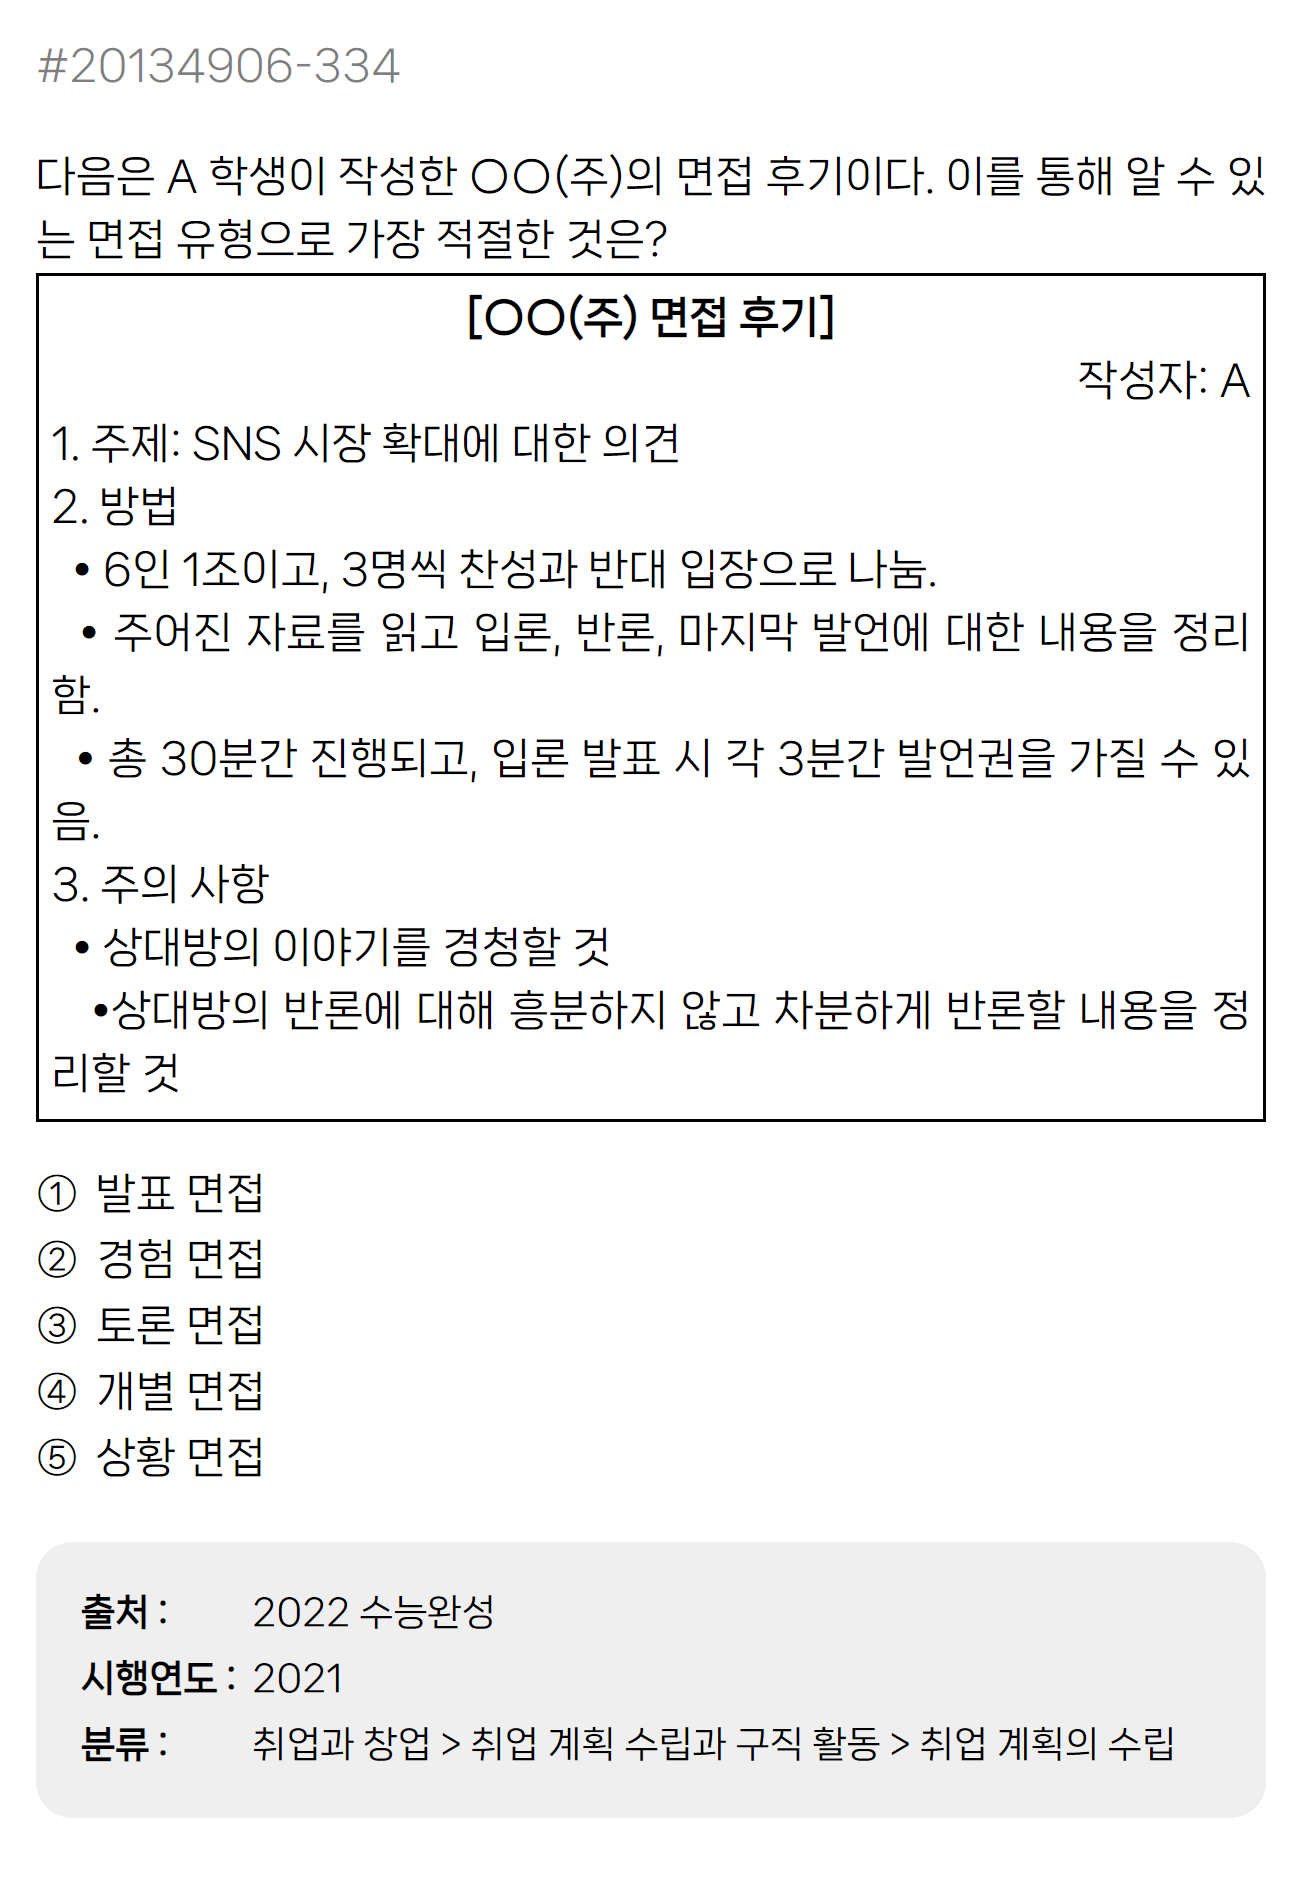 #20134906-334
다음은 A 학생이 작성한 〇〇(주)의 면접 후기이다. 이를 통해 알 수 있
는 면접 유형으로 가장 적절한 것은?
[〇〇(주) 면접 후기]
작성자: A
1. 주제: SNS 시장 확대에 대한 의견
2. 방법
• 6인 1조이고, 3명씩 찬성과 반대 입장으로 나눔.
• 주어진 자료를 읽고 입론, 반론, 마지막 발언에 대한 내용을 정리
함.
• 총 30분간 진행되고, 입론 발표 시 각 3분간 발언권을 가질 수 있
음.
3. 주의 사항
• 상대방의 이야기를 경청할 것
•상대방의 반론에 대해 흥분하지 않고 차분하게 반론할 내용을 정
리할 것
① 발표 면접
② 경험 면접
③ 토론 면접
④ 개별 면접
⑤ 상황 면접
출처 : 2022 수능완성
시행연도 : 2021
분류 : 취업과 창업 > 취업 계획 수립과 구직 활동 > 취업 계획의 수립